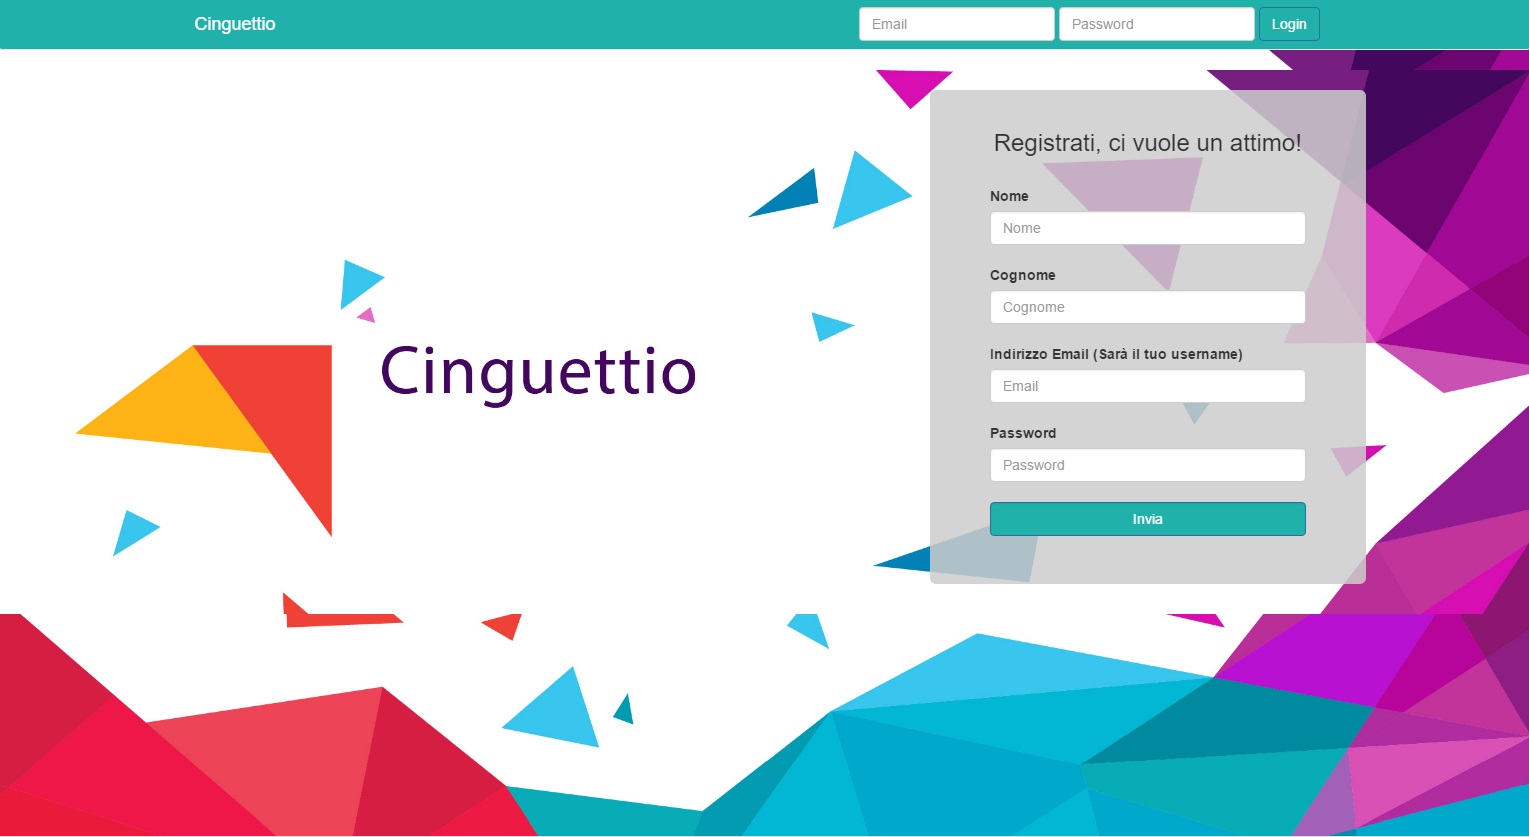 Cinguettio
Email Password Login
Registrati, ci vuole un attimo!
Nome
Nome
Cognome
Cognome
Indirizzo Email (Sarà il tuo username)
Email
Password
Password
Invia
Cinguettio